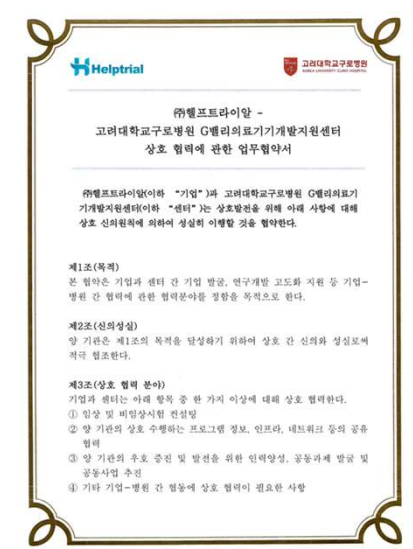 Helptrial
고려대학교구로병원
KOREA UNIVERSITY GURO HOSPITAL
㈜헬프트라이알 -
고려대학교구로병원 G밸리의료기기개발지원센터
상호 협력에 관한 업무협약서
㈜헬프트라이알(이하 “기업”)과 고려대학교구로병원 G밸리의료기
기개발지원센터(이하 “센터”)는 상호발전을 위해 아래 사항에 대해
상호 신의원칙에 의하여 성실히 이행할 것을 협약한다.
제1조(목적)
본 협약은 기업과 센터 간 기업 발굴, 연구개발 고도화 지원 등 기업-
병원 간 협력에 관한 협력분야를 정함을 목적으로 한다.
제2조(신의성실)
양 기관은 제1조의 목적을 달성하기 위하여 상호 간 신의와 성실로써
적극 협조한다.
제3조(상호 협력 분야)
기업과 센터는 아래 항목 중 한 가지 이상에 대해 상호 협력한다.
① 임상 및 비임상시험 컨설팅
② 양 기관의 상호 수행하는 프로그램 정보, 인프라, 네트워크 등의 공유
협력
③ 양 기관의 우호 증진 및 발전을 위한 인력양성, 공동과제 발굴 및
공동사업 추진
④ 기타 기업-병원 간 협동에 상호 협력이 필요한 사항